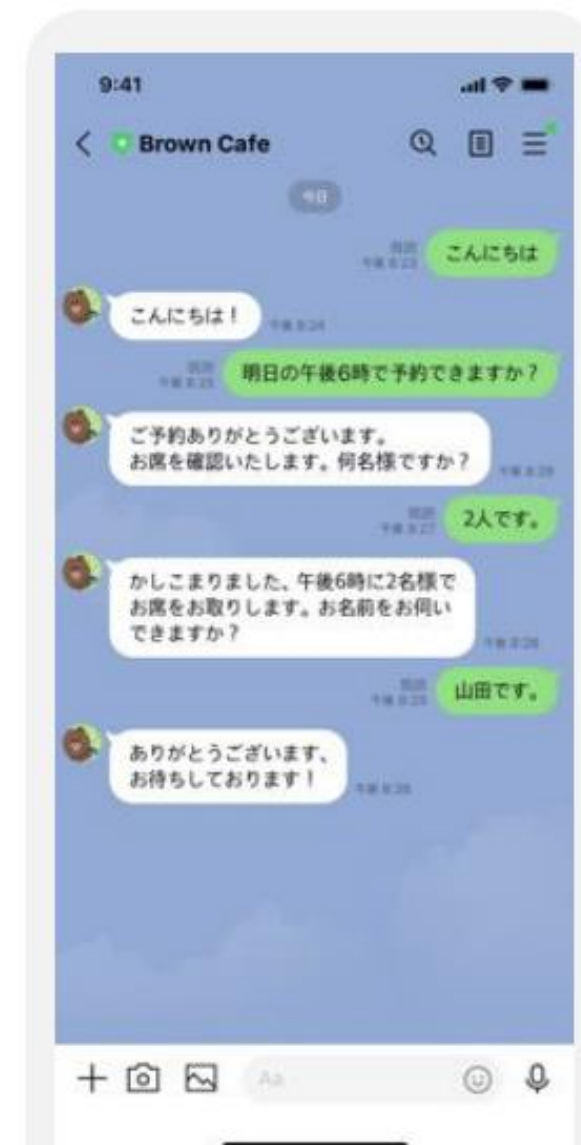 9:41
Brown Cafe
今日
こんにちは
こんにちは！
明日の午後6時で予約できますか？
ご予約ありがとうございます。
お席を確認いたします。何名様ですか？
2人です。
かしこまりました、午後6時に2名様で
お席をお取りします。お名前をお伺い
できますか？
山田です。
ありがとうございます、
お待ちしております！
Aa